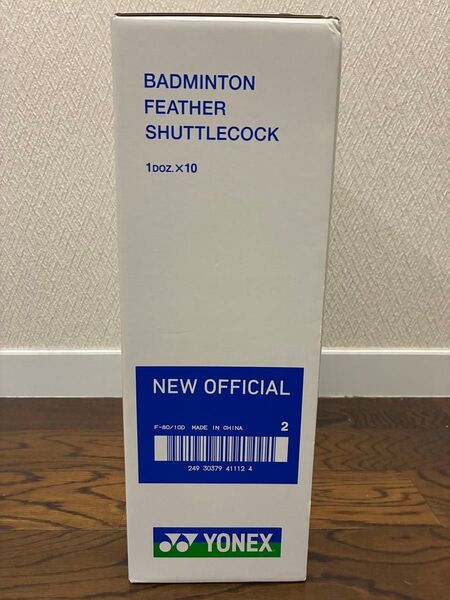 BADMINTON
FEATHER
SHUTTLECOCK
1DOZ.×10
NEW OFFICIAL
F-80/10D MADE IN CHINA 2
249 30379 41112 4
YONEX